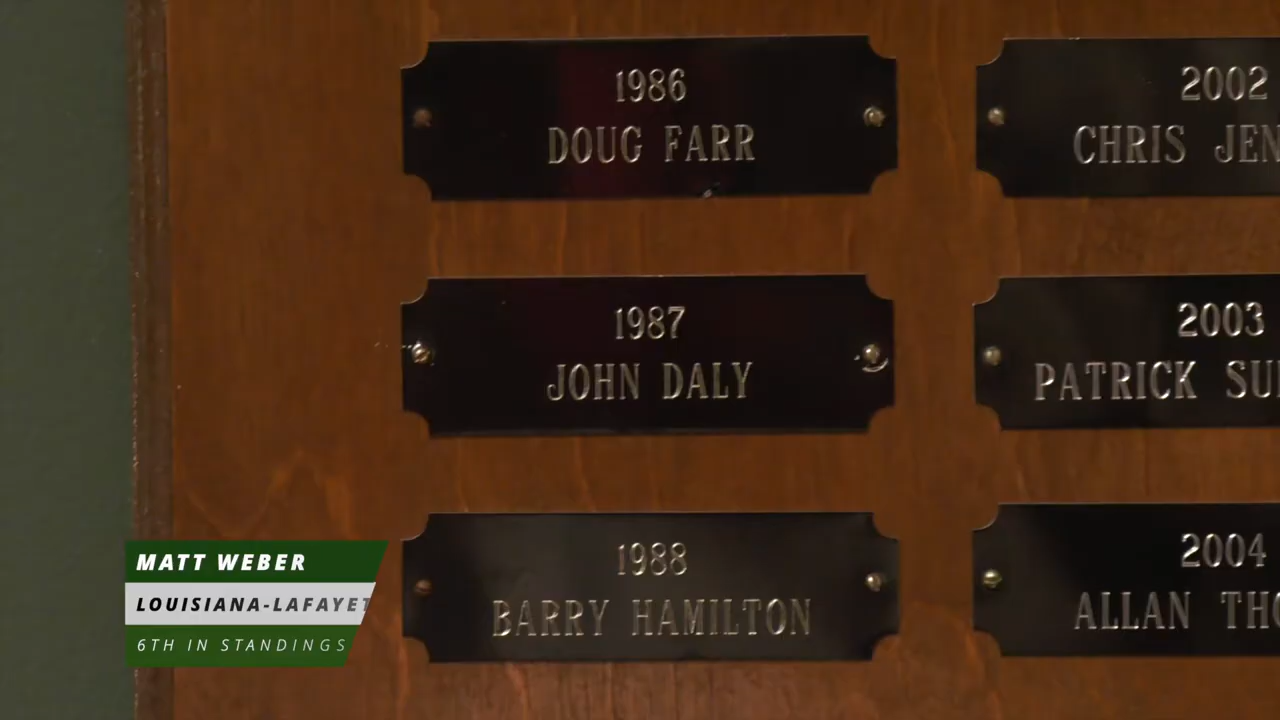 1986
DOUG FARR
1987
JOHN DALY
1988
BARRY HAMILTON
2002
CHRIS
2003
PATRICK
2004
ALLAN
MATT WEBER
6TH IN STANDINGS